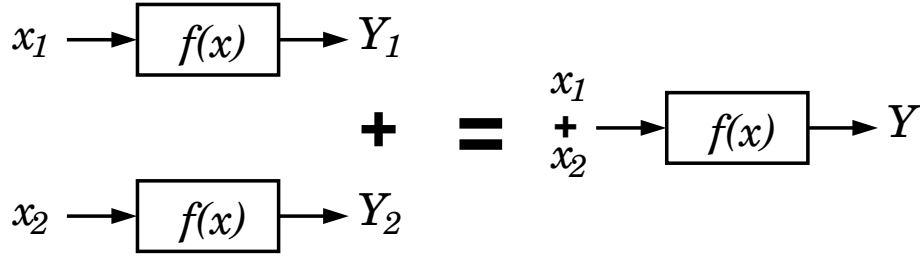 x₁ f(x) Y₁
+ = x₁ + x₂ f(x) Y
x₂ f(x) Y₂